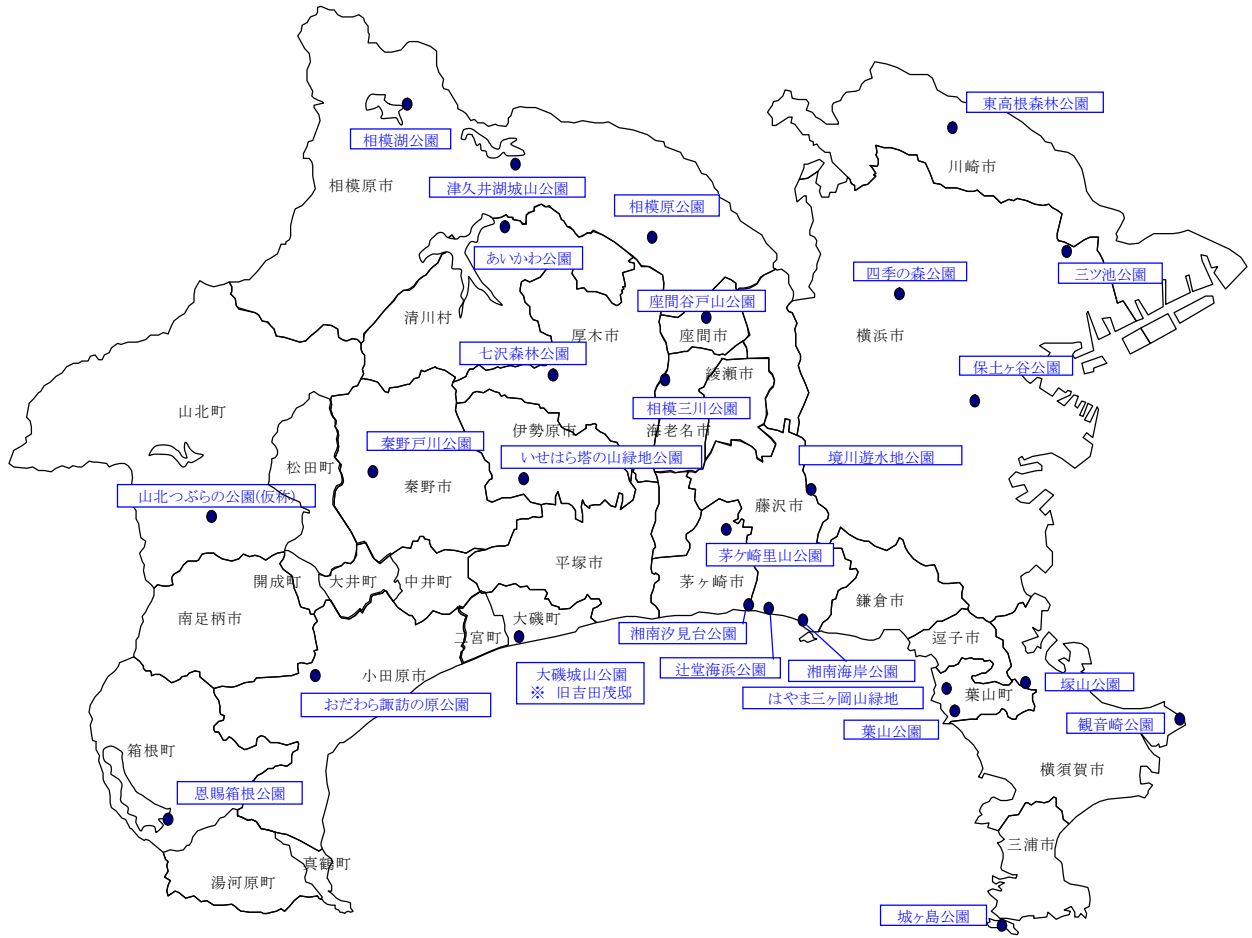 東高根森林公園
相模湖公園
川崎市
相模原市
津久井湖城山公園
相模原公園
あいかわ公園
四季の森公園
三ツ池公園
座間谷戸山公園
清川村
厚木市
座間市
横浜市
七沢森林公園
綾瀬市
保土ヶ谷公園
山北町
相模三川公園
伊勢原市
海老名市
秦野戸川公園
いせはら塔の山緑地公園
境川遊水地公園
松田町
秦野市
山北つぶらの公園(仮称)
藤沢市
茅ケ崎里山公園
平塚市
開成町
大井町
中井町
茅ヶ崎市
鎌倉市
南足柄市
大磯町
二宮町
湘南汐見台公園
逗子市
小田原市
大磯城山公園
※ 旧吉田茂邸
辻堂海浜公園
湘南海岸公園
塚山公園
はやま三ヶ岡山緑地
葉山町
おだわら諏訪の原公園
葉山公園
観音崎公園
箱根町
横須賀市
恩賜箱根公園
三浦市
真鶴町
湯河原町
城ヶ島公園